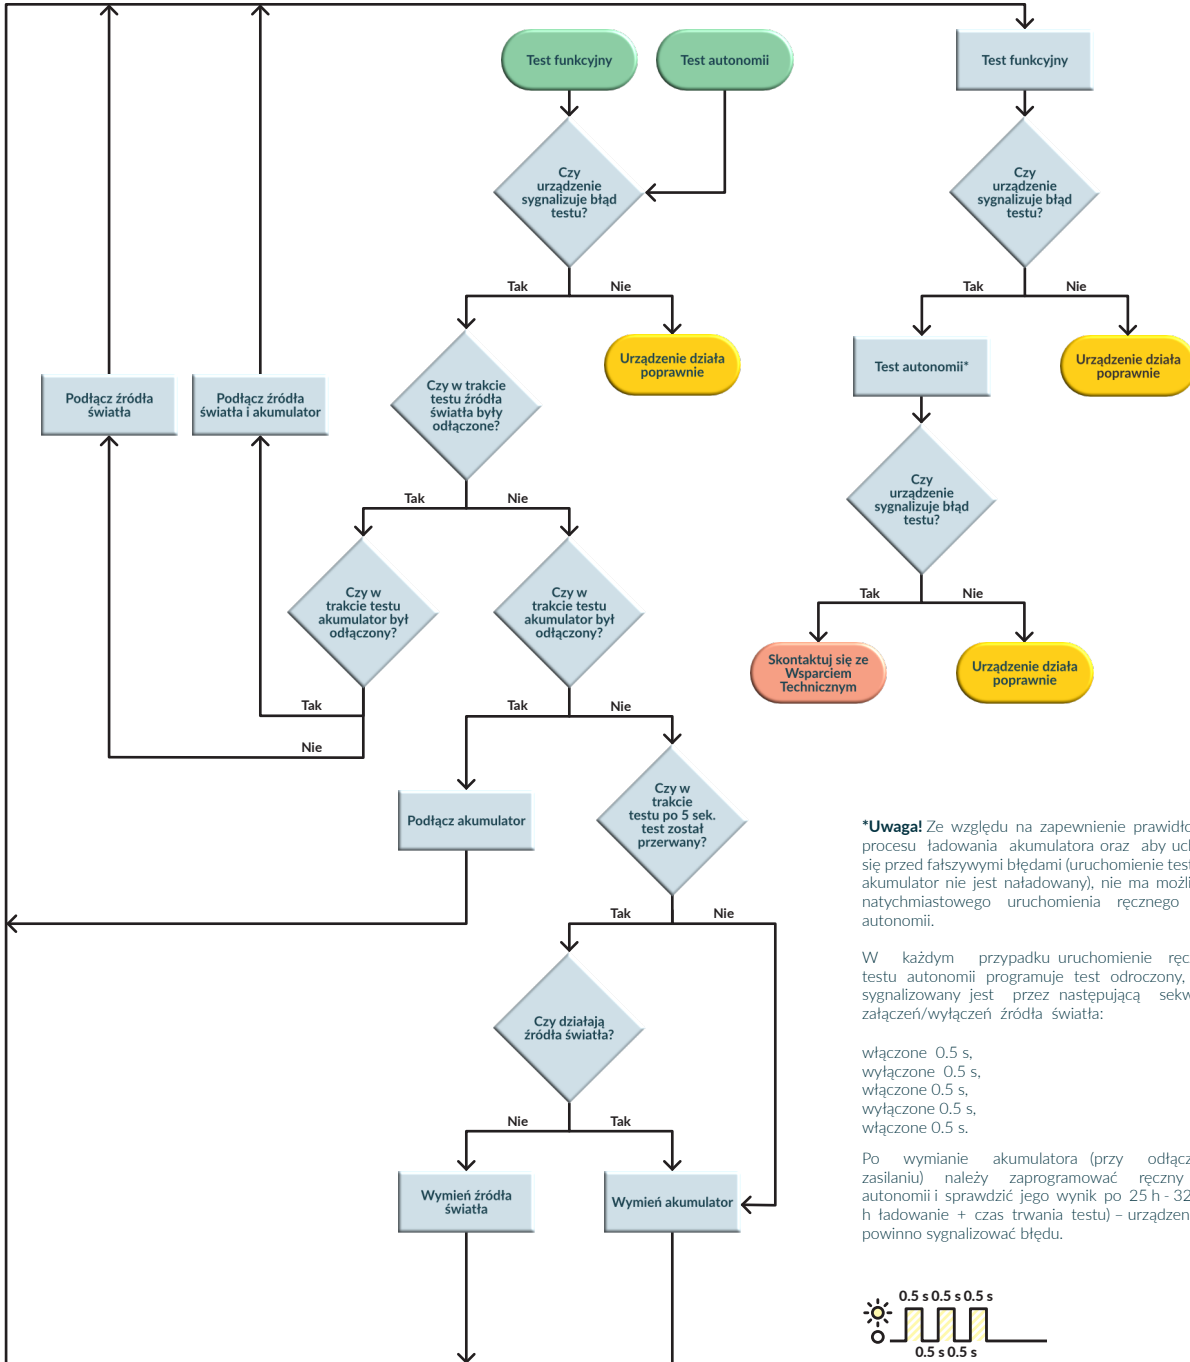 Test funkcyjny
Test autonomii
Test funkcyjny
Czy
urządzenie
sygnalizuje błąd
testu?
Czy
urządzenie
sygnalizuje błąd
testu?
Tak
Nie
Tak
Nie
Urządzenie działa
poprawnie
Test autonomii*
Urządzenie działa
poprawnie
Podłącz źródła
światła
Podłącz źródła
światła i akumulator
Czy w trakcie
testu źródła
światła były
odłączone?
Tak
Nie
Czy
urządzenie
sygnalizuje błąd
testu?
Czy w
trakcie testu
akumulator był
odłączony?
Czy w
trakcie testu
akumulator był
odłączony?
Tak
Nie
Skontaktuj się ze
Wsparciem
Technicznym
Urządzenie działa
poprawnie
Tak
Nie
Tak
Nie
Podłącz akumulator
Czy w
trakcie
testu po 5 sek.
test został
przerwany?
Tak
Nie
Czy działają
źródła światła?
Nie
Tak
Wymień źródła
światła
Wymień akumulator
*Uwaga! Ze względu na zapewnienie prawidło
procesu ładowania akumulatora oraz aby uch
się przed fałszywymi błędami (uruchomienie test
akumulator nie jest naładowany), nie ma możli
natychmiastowego uruchomienia ręcznego
autonomii.
W każdym przypadku uruchomienie ręc
testu autonomii programuje test odroczony,
sygnalizowany jest przez następującą sekw
załączeń/wyłączeń źródła światła:
włączone 0.5 s,
wyłączone 0.5 s,
włączone 0.5 s,
wyłączone 0.5 s,
włączone 0.5 s.
Po wymianie akumulatora (przy odłącz
zasilaniu) należy zaprogramować ręczny
autonomii i sprawdzić jego wynik po 25 h - 32
h ładowanie + czas trwania testu) – urządzen
powinno sygnalizować błędu.
0.5 s 0.5 s 0.5 s
0.5 s 0.5 s